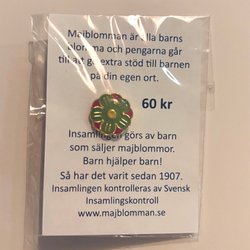 Majblomman är alla barns
blomma och pengarna går
till att ge extra stöd till barnen
på din egen ort.
60 kr
Insamlingen görs av barn
som säljer majblommor.
Barn hjälper barn!
Så har det varit sedan 1907.
Insamlingen kontrolleras av Svensk
Insamlingskontroll
www.majblomman.se